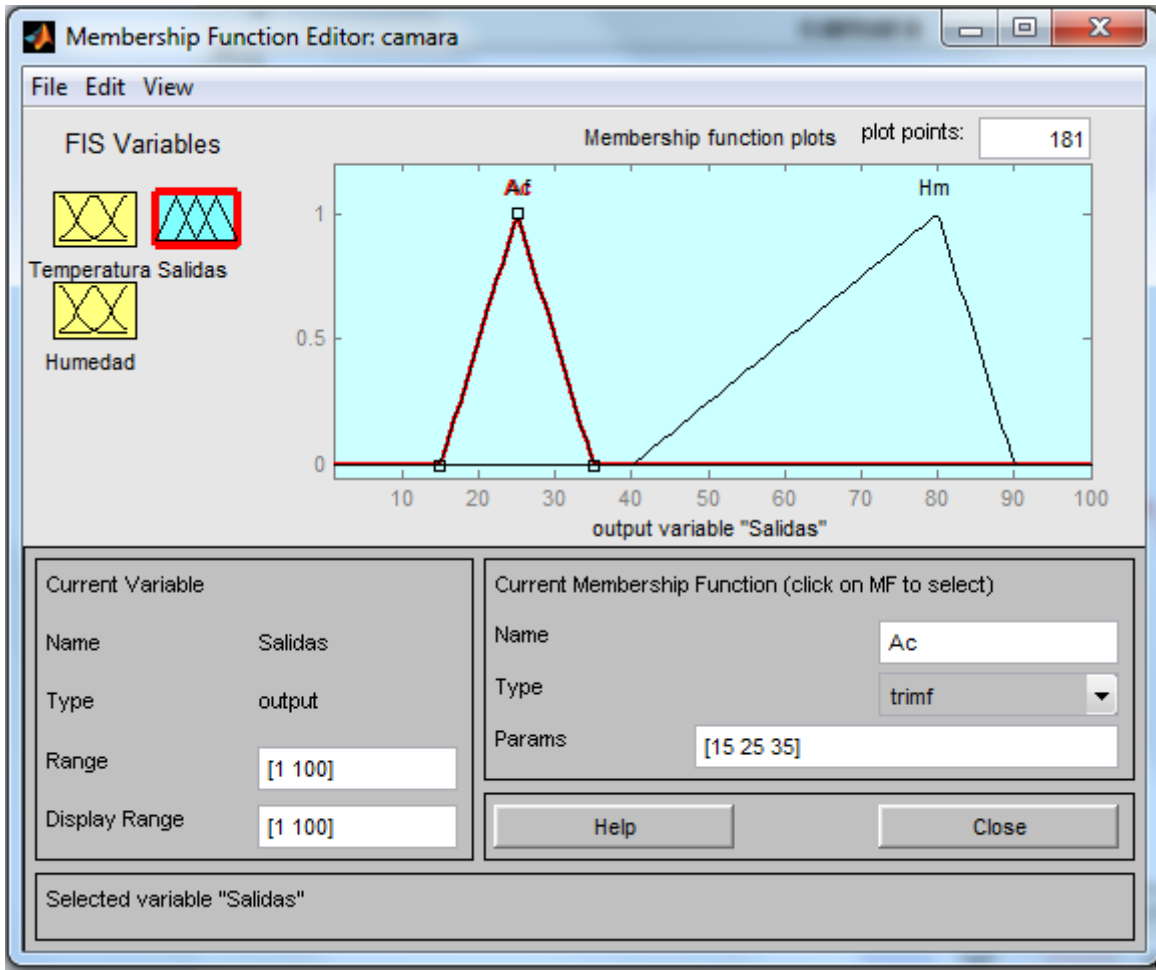 Membership Function Editor: camara
File Edit View
FIS Variables
Membership function plots plot points: 181
Temperatura Salidas
Humedad
Ac Hm
1
0.5
0
10 20 30 40 50 60 70 80 90 100
output variable "Salidas"
Current Variable
Name Salidas
Type output
Range [1 100]
Display Range [1 100]
Current Membership Function (click on MF to select)
Name Ac
Type trimf
Params [15 25 35]
Help Close
Selected variable "Salidas"